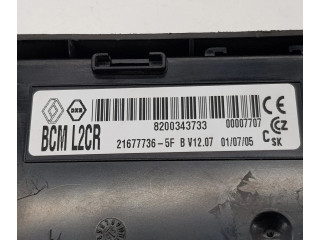 8200343733 00007707
BCM L2CR 21677736-5F B V12.07 01/07/05
CE
C SK